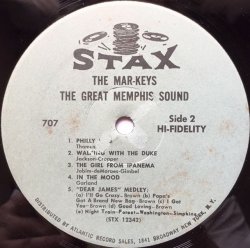 STAX
THE MAR-KEYS
THE GREAT MEMPHIS SOUND
707
Side 2
HI-FIDELITY
1. PHILLY
Thomas
2. WALKING WITH THE DUKE
Jackson-Cropper
3. THE GIRL FROM IPANEMA
Jobim-deMoraes-Gimbel
4. IN THE MOOD
Garland
5. "DEAR JAMES" MEDLEY:
a) I'll Go Crazy-Brown (b) Papa's
Got A Brand New Bag-Brown (c) I Got
You-Brown (d) Good Loving-Brown
(e) Night Train-Forrest-Washington-Simpkins
(STX 12342)
DISTRIBUTED BY ATLANTIC RECORD SALES, 1841 BROADWAY NEW YORK, N.Y.